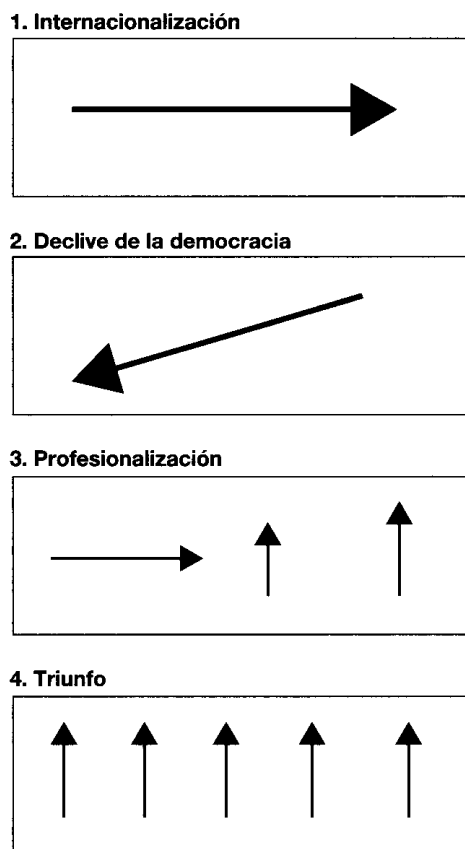 1. Internacionalización
2. Declive de la democracia
3. Profesionalización
4. Triunfo